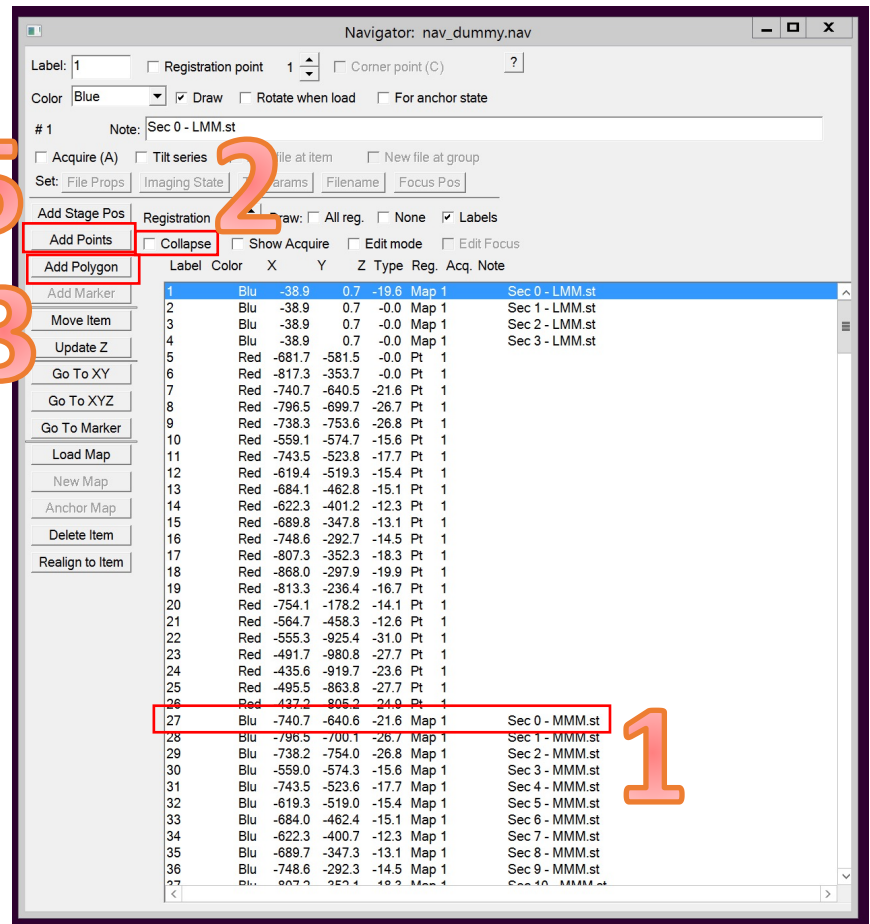 Navigator: nav_dummy.nav
Label: 1 Registration point 1 Corner point (C) ?
Color Blue Draw Rotate when load For anchor state
# 1 Note: Sec 0 - LMM.st
Acquire (A) Tilt series file at item New file at group
2
5
Set: File Props Imaging State Params Filename Focus Pos
Add Stage Pos Registration Draw: All reg. None Labels
Add Points Collapse Show Acquire Edit mode Edit Focus
Add Polygon Label Color X Y Z Type Reg. Acq. Note
Add Marker 1 Blu -38.9 0.7 -19.6 Map 1 Sec 0 - LMM.st
2 Blu -38.9 0.7 -0.0 Map 1 Sec 1 - LMM.st
Move Item 3 Blu -38.9 0.7 -0.0 Map 1 Sec 2 - LMM.st
3
4 Blu -38.9 0.7 -0.0 Map 1 Sec 3 - LMM.st
Update Z 5 Red -681.7 -581.5 -0.0 Pt 1
6 Red -817.3 -353.7 -0.0 Pt 1
Go To XY 7 Red -740.7 -640.5 -21.6 Pt 1
8 Red -796.5 -699.7 -26.7 Pt 1
Go To XYZ 9 Red -738.3 -753.6 -26.8 Pt 1
Go To Marker 10 Red -559.1 -574.7 -15.6 Pt 1
11 Red -743.5 -523.8 -17.7 Pt 1
Load Map 12 Red -619.4 -519.3 -15.4 Pt 1
New Map 13 Red -684.1 -462.8 -15.1 Pt 1
Anchor Map 14 Red -622.3 -401.2 -12.3 Pt 1
15 Red -689.8 -347.8 -13.1 Pt 1
Delete Item 16 Red -748.6 -292.7 -14.5 Pt 1
Realign to Item 17 Red -807.3 -352.3 -18.3 Pt 1
18 Red -868.0 -297.9 -19.9 Pt 1
19 Red -813.3 -236.4 -16.7 Pt 1
20 Red -754.1 -178.2 -14.1 Pt 1
21 Red -564.7 -458.3 -12.6 Pt 1
22 Red -555.3 -925.4 -31.0 Pt 1
23 Red -491.7 -980.8 -27.7 Pt 1
24 Red -435.6 -919.7 -23.6 Pt 1
25 Red -495.5 -863.8 -27.7 Pt 1
26 Red -437.2 -805.2 -24.9 Pt 1
27 Blu -740.7 -640.6 -21.6 Map 1 Sec 0 - MMM.st
1
28 Blu -796.5 -700.1 -26.7 Map 1 Sec 1 - MMM.st
29 Blu -738.2 -754.0 -26.8 Map 1 Sec 2 - MMM.st
30 Blu -559.0 -574.3 -15.6 Map 1 Sec 3 - MMM.st
31 Blu -743.5 -523.6 -17.7 Map 1 Sec 4 - MMM.st
32 Blu -619.3 -519.0 -15.4 Map 1 Sec 5 - MMM.st
33 Blu -684.0 -462.4 -15.1 Map 1 Sec 6 - MMM.st
34 Blu -622.3 -400.7 -12.3 Map 1 Sec 7 - MMM.st
35 Blu -689.7 -347.3 -13.1 Map 1 Sec 8 - MMM.st
36 Blu -748.6 -292.3 -14.5 Map 1 Sec 9 - MMM.st
37 Blu -807.2 -352.1 -18.3 Map 1 Sec 10 - MMM.st